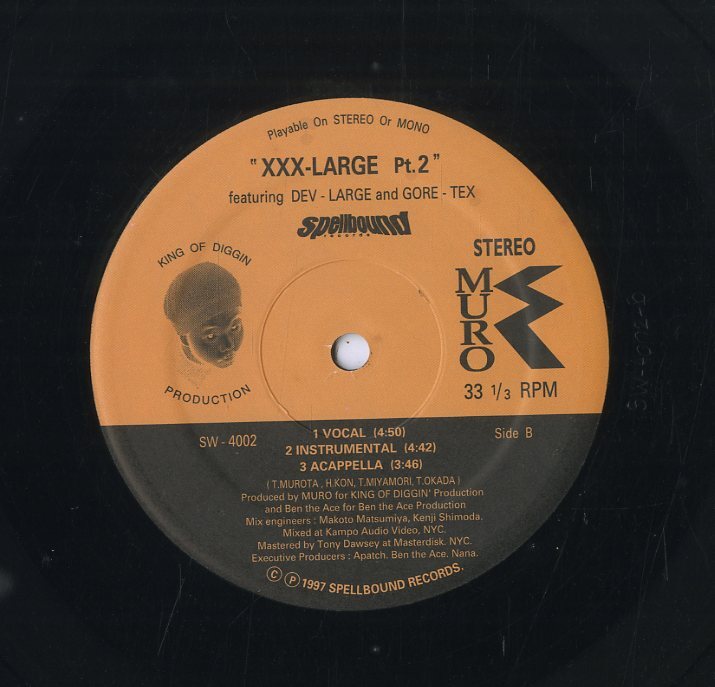 Playable On STEREO Or MONO
"XXX-LARGE Pt.2"
featuring DEV - LARGE and GORE - TEX
spellbound
records
KING OF DIGGIN
PRODUCTION
STEREO
MURO
33 1/3 RPM
SW - 4002
Side B
1 VOCAL (4:50)
2 INSTRUMENTAL (4:42)
3 ACAPPELLA (3:46)
( T.MUROTA , H.KON, T.MIYAMORI, T.OKADA )
Produced by MURO for KING OF DIGGIN' Production
and Ben the Ace for Ben the Ace Production
Mix engineers : Makoto Matsumiya, Kenji Shimoda.
Mixed at Kampo Audio Video, NYC.
Mastered by Tony Dawsey at Masterdisk. NYC.
Executive Producers : Apatch. Ben the Ace. Nana.
© ℗ 1997 SPELLBOUND RECORDS.